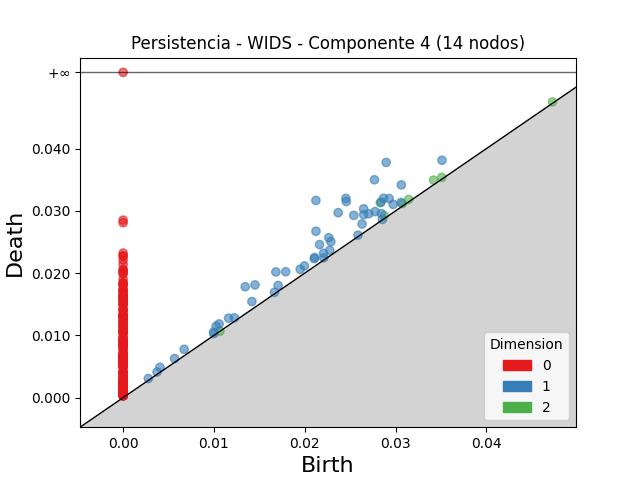 Persistencia - WIDS - Componente 4 (14 nodos)
+∞
0.040
0.030
0.020
0.010
0.000
Death
Dimension
0
1
2
0.00 0.01 0.02 0.03 0.04
Birth